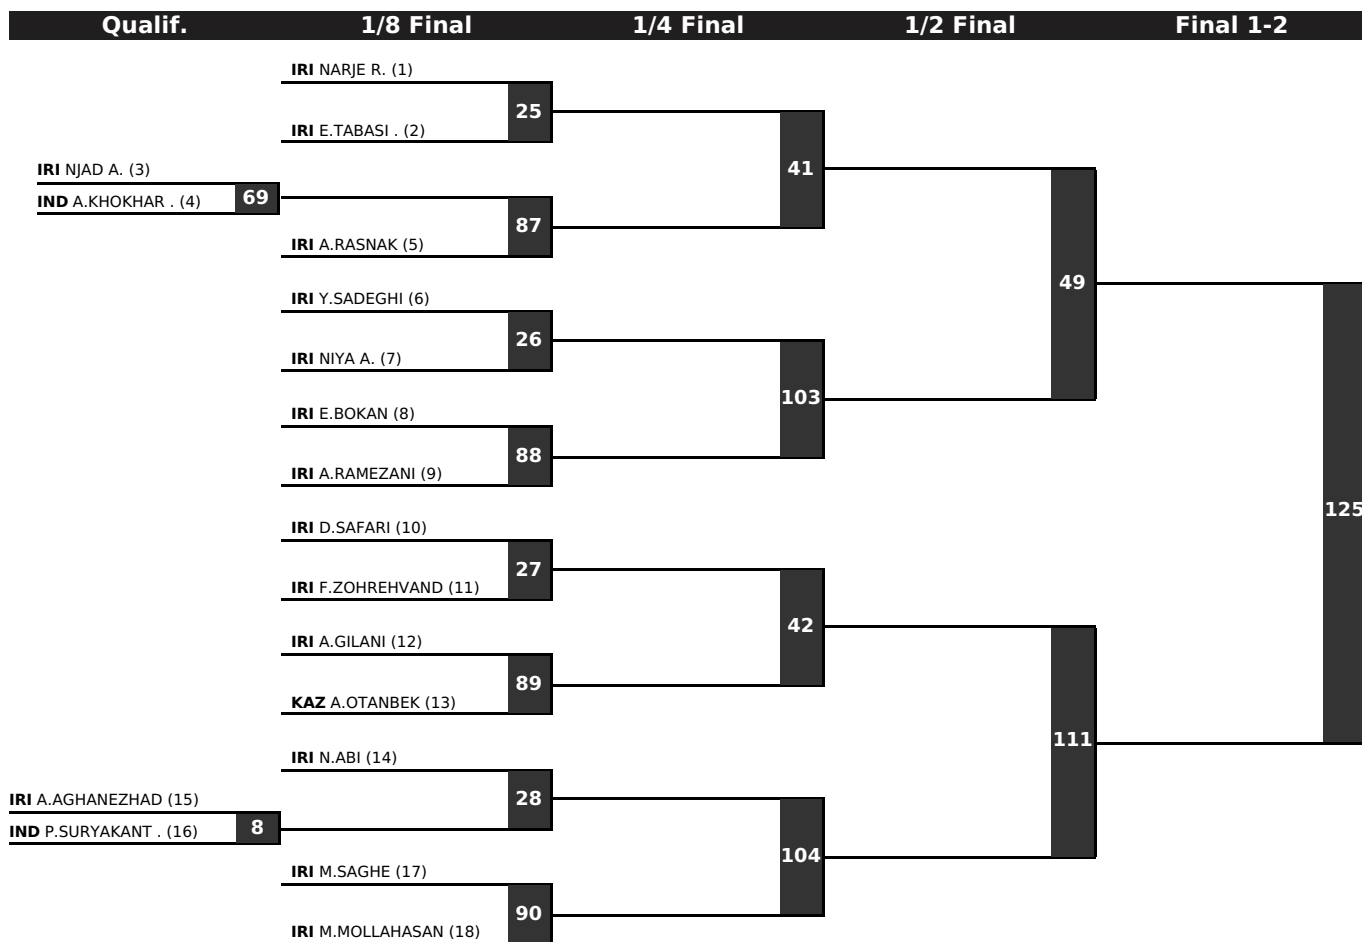 Qualif. 1/8 Final 1/4 Final 1/2 Final Final 1-2
IRI NARJE R. (1)
25
IRI E.TABASI . (2)
IRI NJAD A. (3)
41
IND A.KHOKHAR . (4) 69
87
IRI A.RASNAK (5)
49
IRI Y.SADEGHI (6)
26
IRI NIYA A. (7)
103
IRI E.BOKAN (8)
88
IRI A.RAMEZANI (9)
125
IRI D.SAFARI (10)
27
IRI F.ZOHREHVAND (11)
42
IRI A.GILANI (12)
89
KAZ A.OTANBEK (13)
111
IRI N.ABI (14)
28
IRI A.AGHANEZHAD (15)
IND P.SURYAKANT . (16) 8
104
IRI M.SAGHE (17)
90
IRI M.MOLLAHASAN (18)